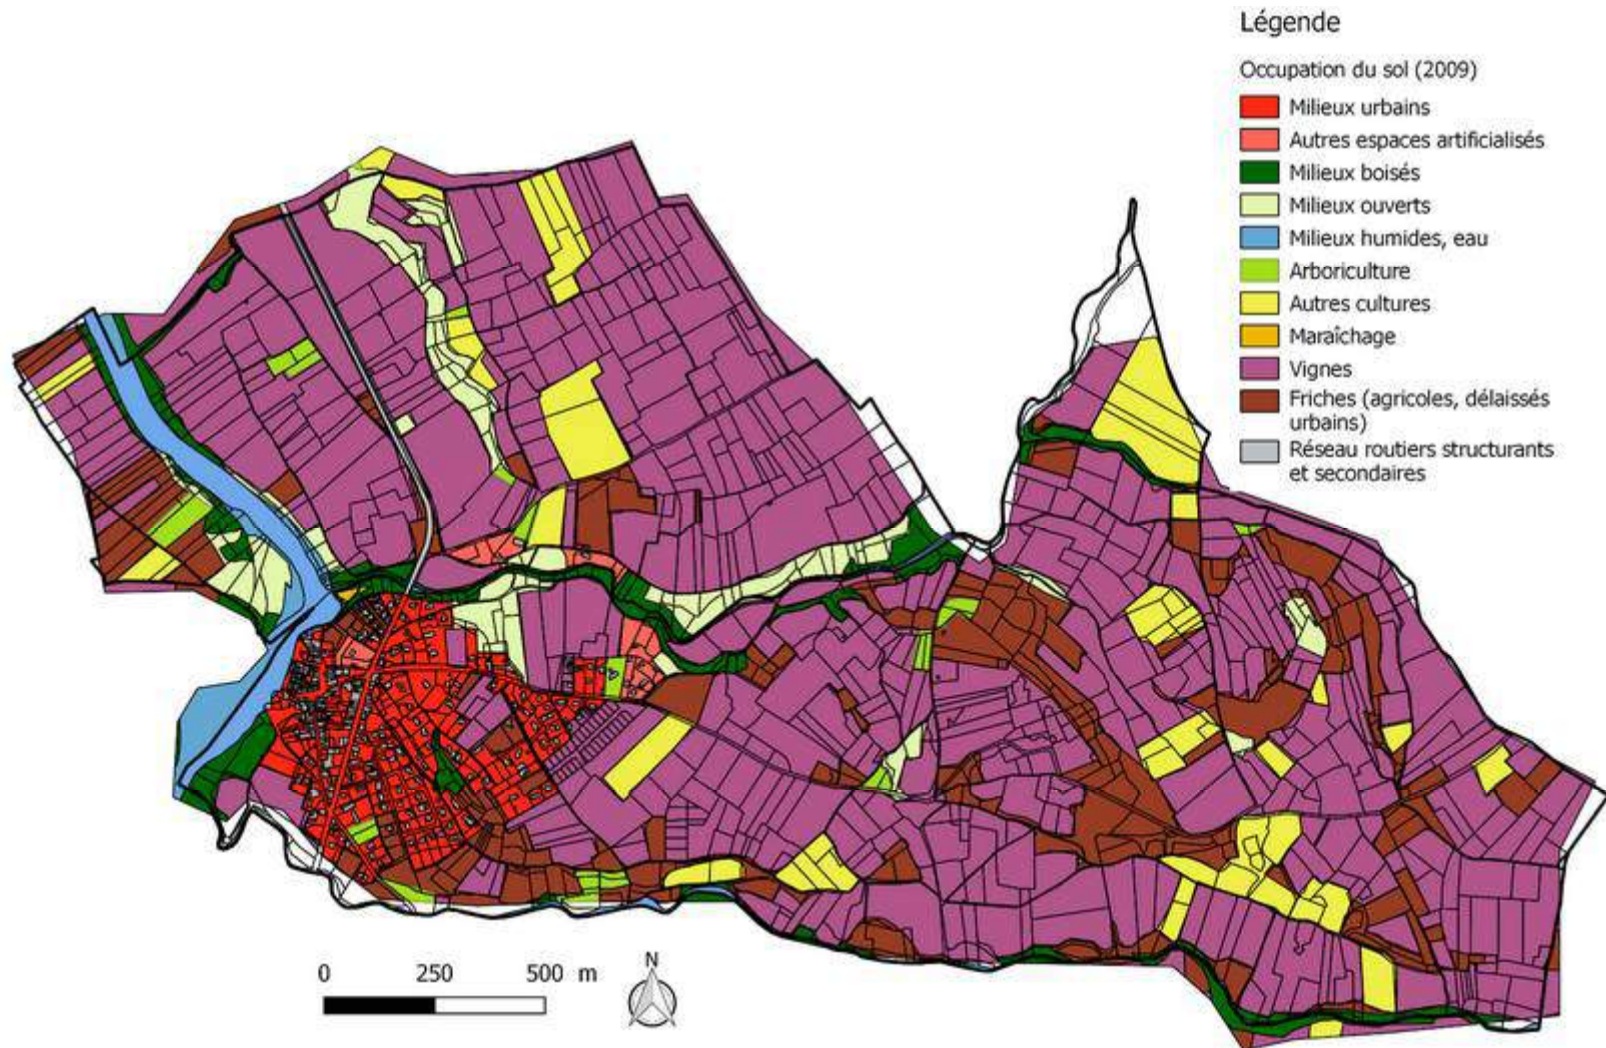 Légende
Occupation du sol (2009)
Milieux urbains
Autres espaces artificialisés
Milieux boisés
Milieux ouverts
Milieux humides, eau
Arboriculture
Autres cultures
Maraîchage
Vignes
Friches (agricoles, délaissés
urbains)
Réseau routiers structurants
et secondaires
0 250 500 m
N